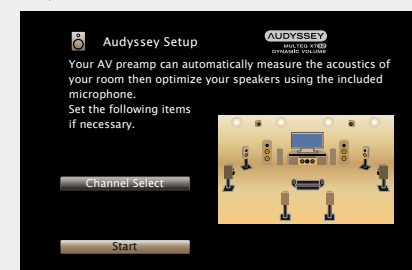 Audyssey Setup
AUDYSSEY
MULTEQ XT32
DYNAMIC VOLUME
Your AV preamp can automatically measure the acoustics of
your room then optimize your speakers using the included
microphone.
Set the following items
if necessary.
Channel Select
Start